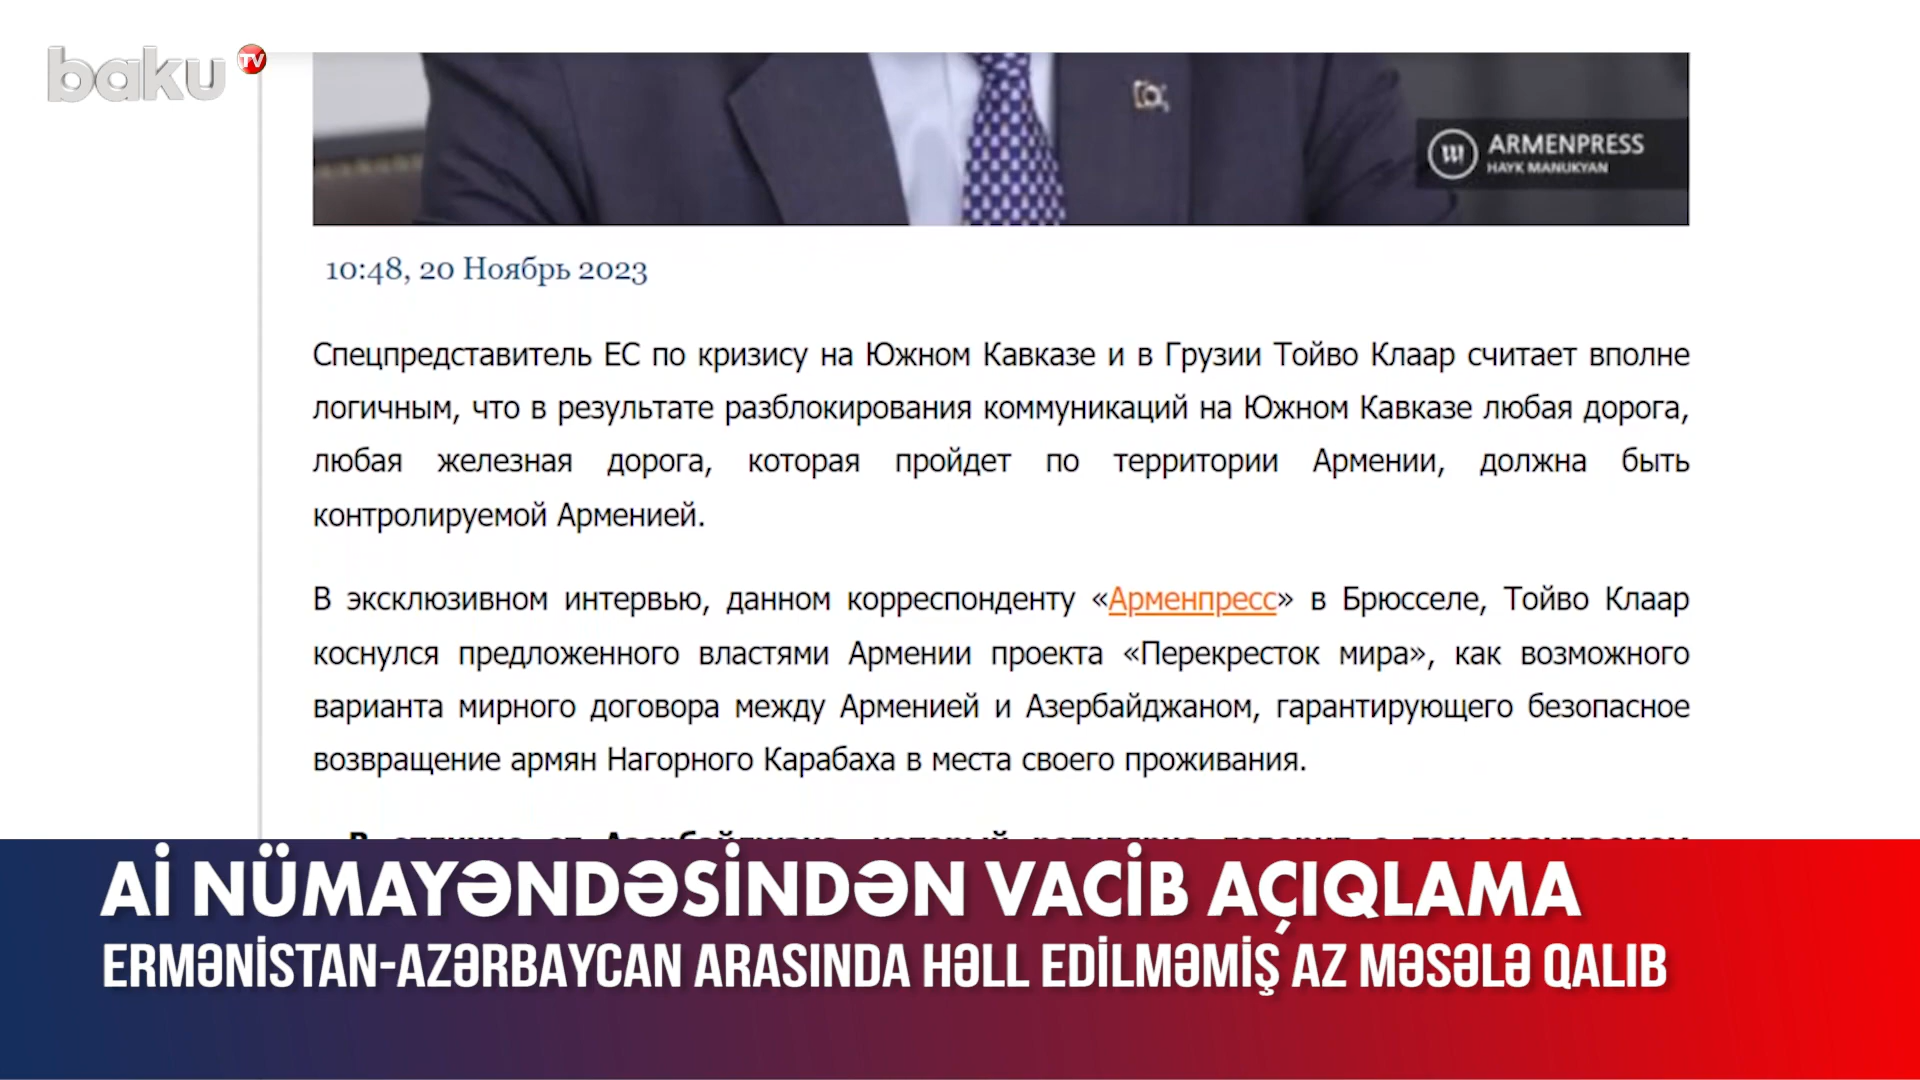 baku TV
ARMENPRESS
HAYK MANUKYAN
10:48, 20 Ноябрь 2023
Спецпредставитель ЕС по кризису на Южном Кавказе и в Грузии Тойво Клаар считает вполне
логичным, что в результате разблокирования коммуникаций на Южном Кавказе любая дорога,
любая железная дорога, которая пройдет по территории Армении, должна быть
контролируемой Арменией.
В эксклюзивном интервью, данном корреспонденту «Арменпресс» в Брюсселе, Тойво Клаар
коснулся предложенного властями Армении проекта «Перекресток мира», как возможного
варианта мирного договора между Арменией и Азербайджаном, гарантирующего безопасное
возвращение армян Нагорного Карабаха в места своего проживания.
Aİ NÜMAYƏNDƏSİNDƏN VACİB AÇIQLAMA
ERMƏNİSTAN-AZƏRBAYCAN ARASINDA HƏLL EDİLMƏMİŞ AZ MƏSƏLƏ QALIB